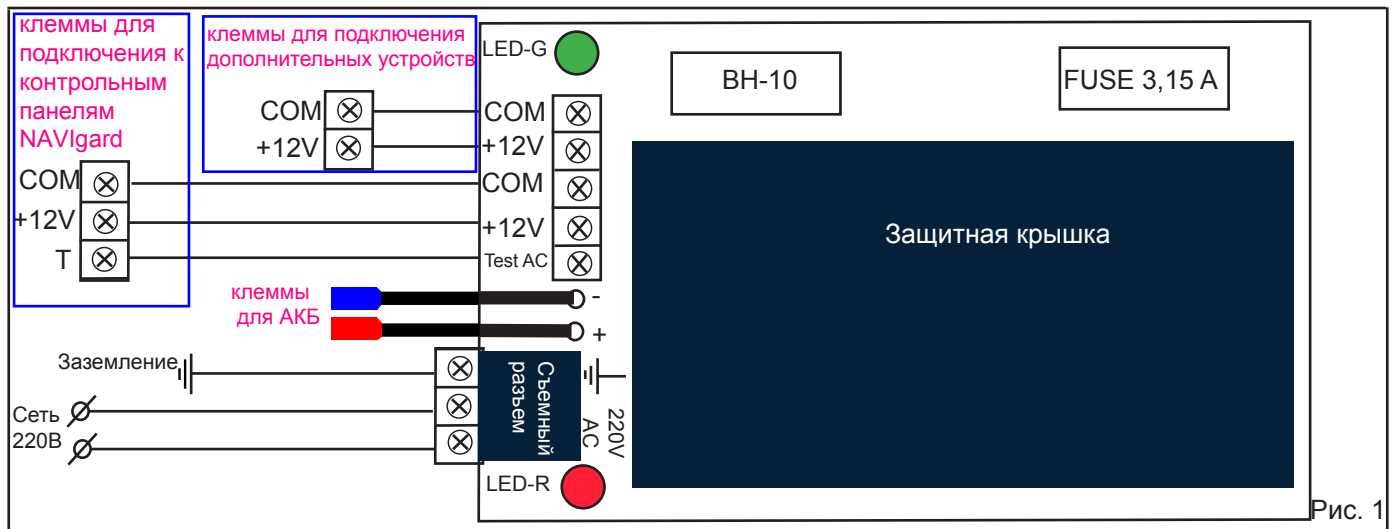 клеммы для
подключения к
контрольным
панелям
NAVIgard
COM
+12V
T
клеммы для подключения
дополнительных устройств
COM
+12V
LED-G
COM
+12V
COM
+12V
Test AC
BH-10
FUSE 3,15 A
Защитная крышка
клеммы
для АКБ
-
+
Заземление
Сеть
220В
Съемный
разъем
220V
AC
LED-R
Рис. 1